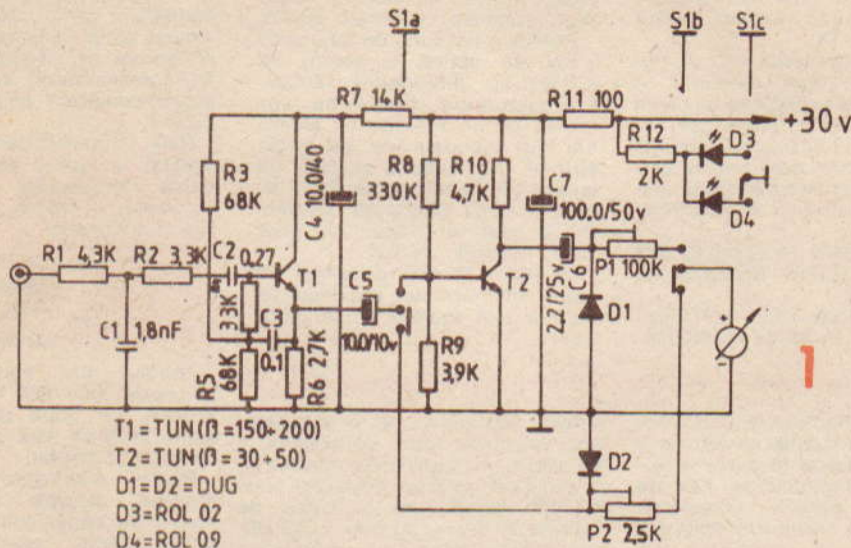 S1a
S1b
S1c
R7 14K
R11 100
+30v
R3
68K
C4 10,0/40
R8
330K
R10
4,7K
C7
100,0/50v
R12
2K
D3
D4
R1 4,3K
R2 3,3K
C2
0,27
T1
C5
10,0/10v
T2
2,2/25v
C6
P1 100K
C1
1,8nF
33K
C3
0.1
R5
68K
R6 2,7K
R9
3,9K
D1
+
-
1
D2
P2 2,5K
T1=TUN(ß=150÷200)
T2=TUN(ß=30÷50)
D1=D2=DUG
D3=ROL 02
D4=ROL 09